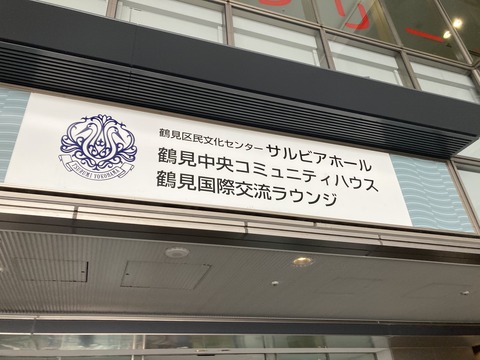 鶴見区民文化センター サルビアホール
鶴見中央コミュニティハウス
鶴見国際交流ラウンジ
TSURUMI YOKOHAMA